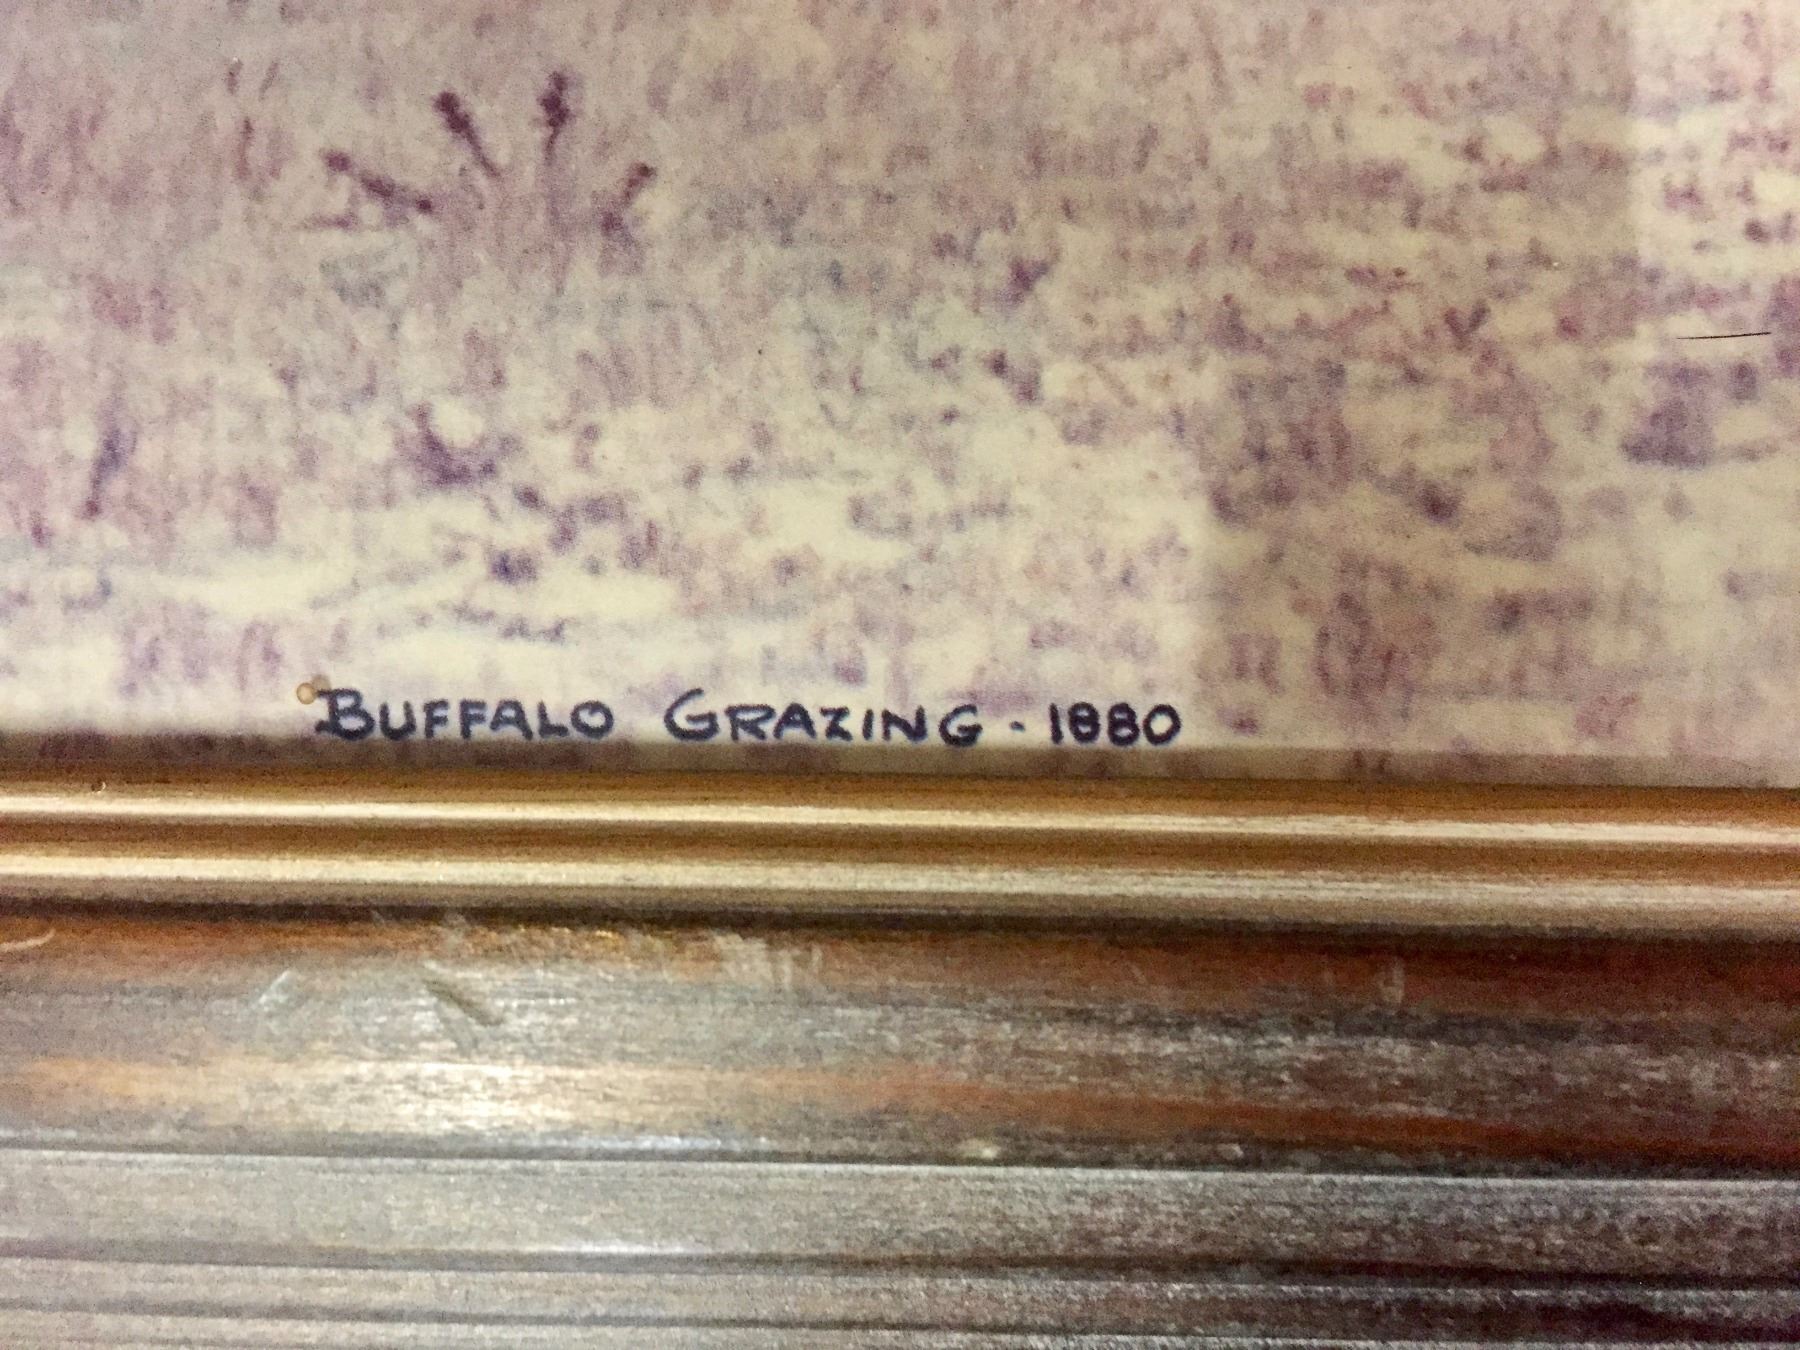 BUFFALO GRAZING - 1880